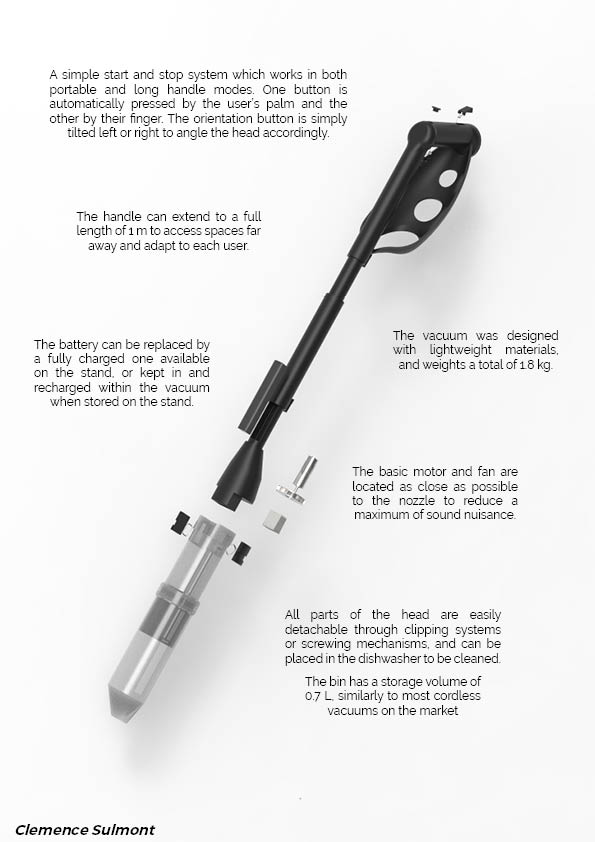 A simple start and stop system which works in both
portable and long handle modes. One button is
automatically pressed by the user's palm and the
other by their finger. The orientation button is simply
tilted left or right to angle the head accordingly.
The handle can extend to a full
length of 1 m to access spaces far
away and adapt to each user.
The battery can be replaced by
a fully charged one available
on the stand, or kept in and
recharged within the vacuum
when stored on the stand.
The vacuum was designed
with lightweight materials,
and weights a total of 1.8 kg.
The basic motor and fan are
located as close as possible
to the nozzle to reduce a
maximum of sound nuisance.
All parts of the head are easily
detachable through clipping systems
or screwing mechanisms, and can be
placed in the dishwasher to be cleaned.
The bin has a storage volume of
0.7 L, similarly to most cordless
vacuums on the market
Clemence Sulmont